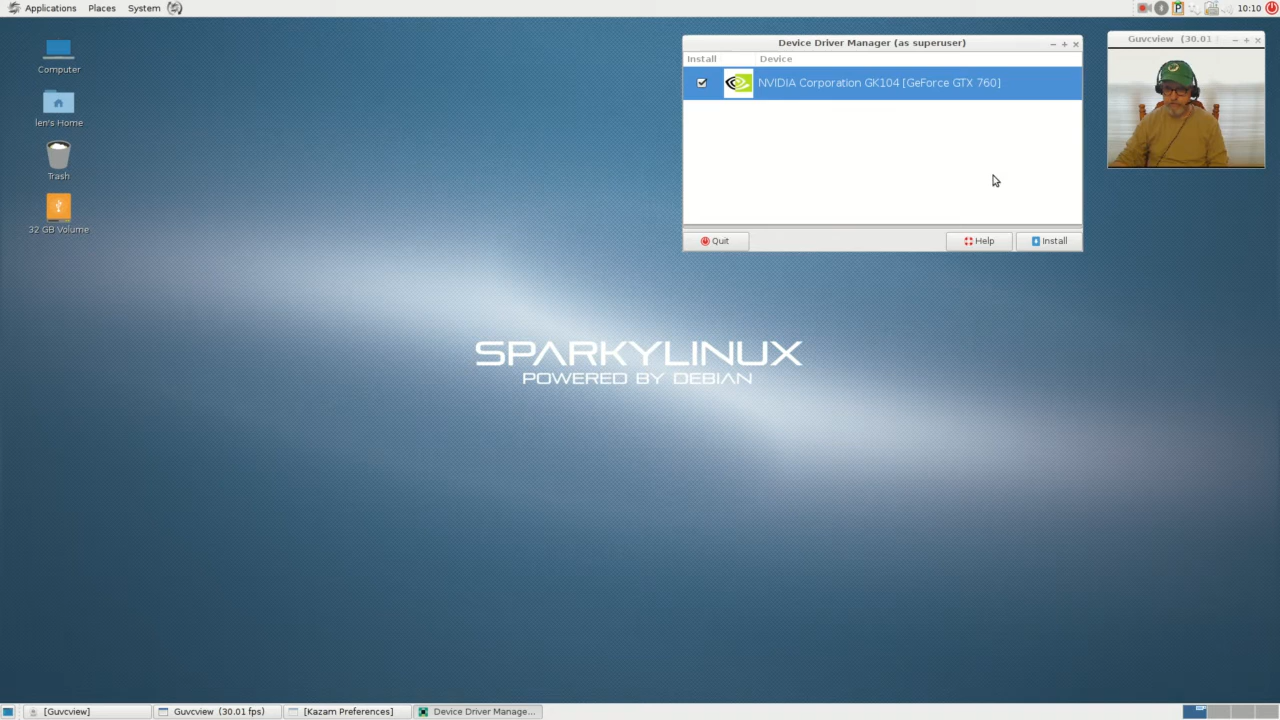 Applications Places System
10:10
Computer
len's Home
Trash
32 GB Volume
Device Driver Manager (as superuser)
Install Device
NVIDIA Corporation GK104 [GeForce GTX 760]
Quit Help Install
Guvcview (30.01
SPARKYLINUX
POWERED BY DEBIAN
[Guvcview] Guvcview (30.01 fps) [Kazam Preferences] Device Driver Manage...